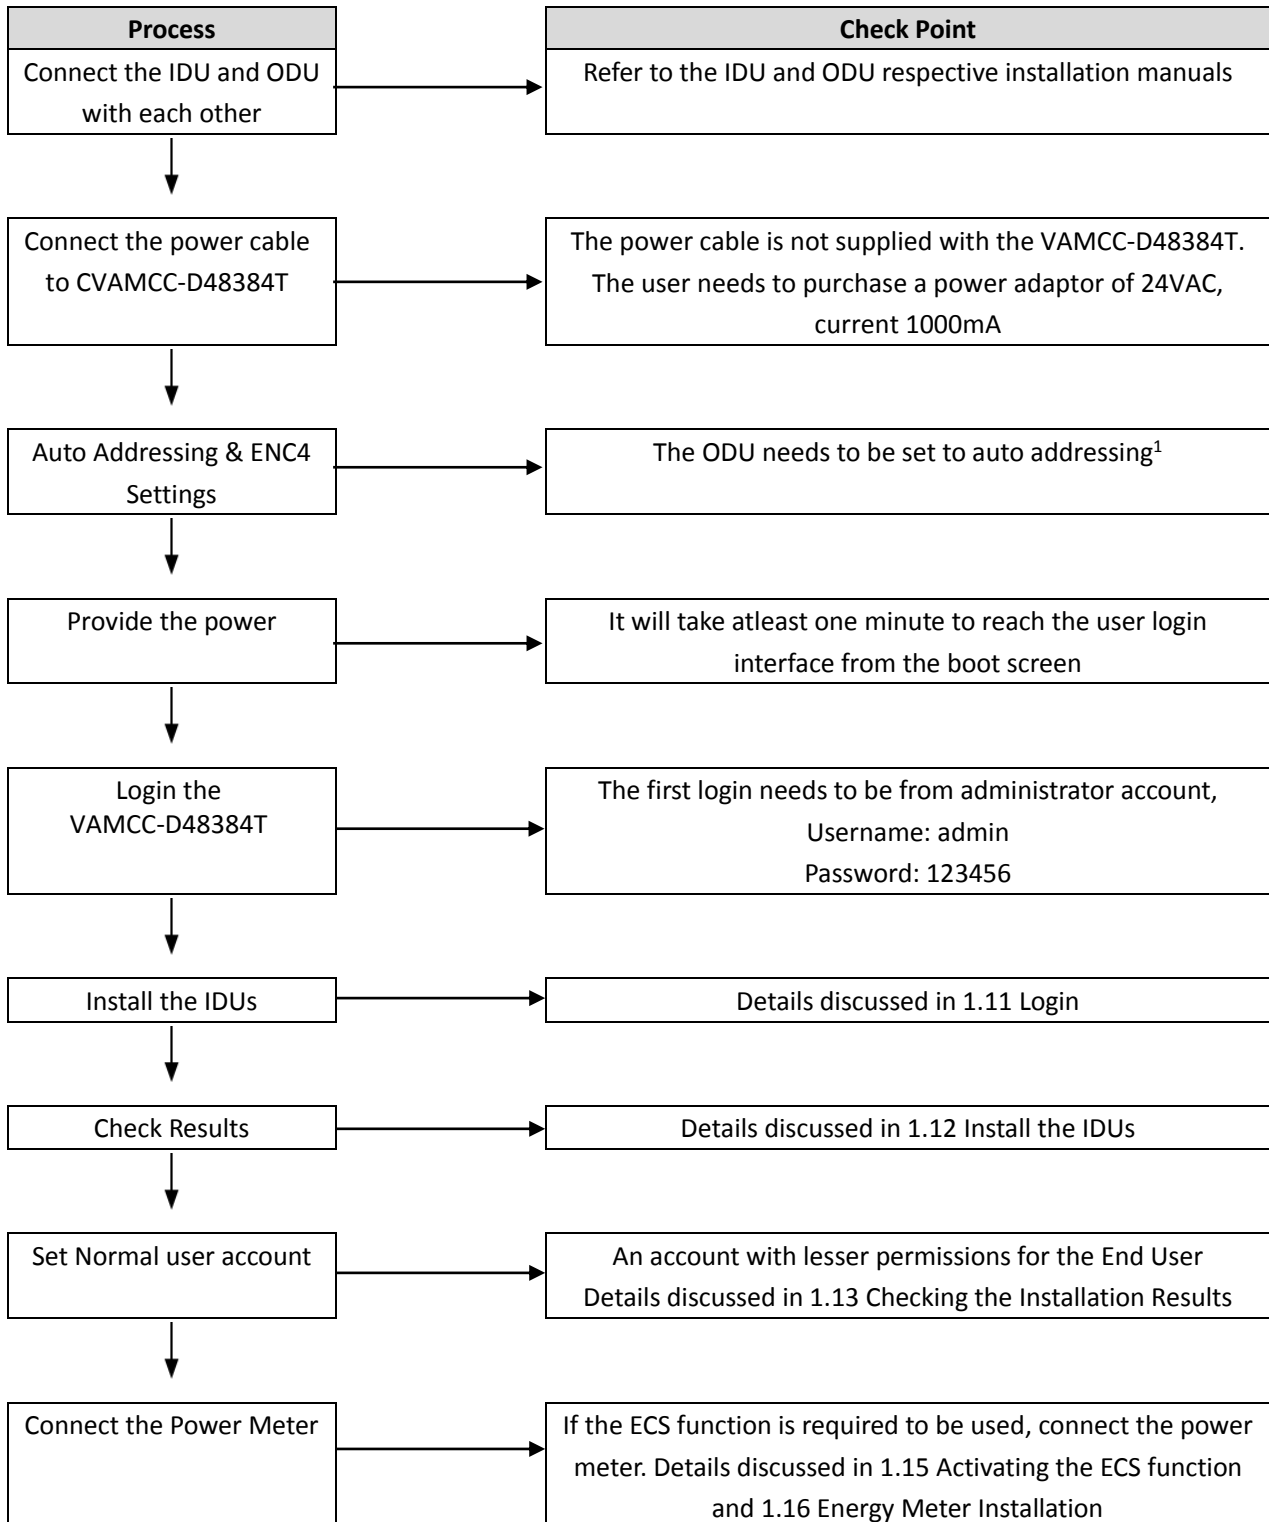 Process
Check Point
Connect the IDU and ODU
with each other
Refer to the IDU and ODU respective installation manuals
Connect the power cable
to CVAMCC-D48384T
The power cable is not supplied with the VAMCC-D48384T.
The user needs to purchase a power adaptor of 24VAC,
current 1000mA
Auto Addressing & ENC4
Settings
The ODU needs to be set to auto addressing¹
Provide the power
It will take atleast one minute to reach the user login
interface from the boot screen
Login the
VAMCC-D48384T
The first login needs to be from administrator account,
Username: admin
Password: 123456
Install the IDUs
Details discussed in 1.11 Login
Check Results
Details discussed in 1.12 Install the IDUs
Set Normal user account
An account with lesser permissions for the End User
Details discussed in 1.13 Checking the Installation Results
Connect the Power Meter
If the ECS function is required to be used, connect the power
meter. Details discussed in 1.15 Activating the ECS function
and 1.16 Energy Meter Installation